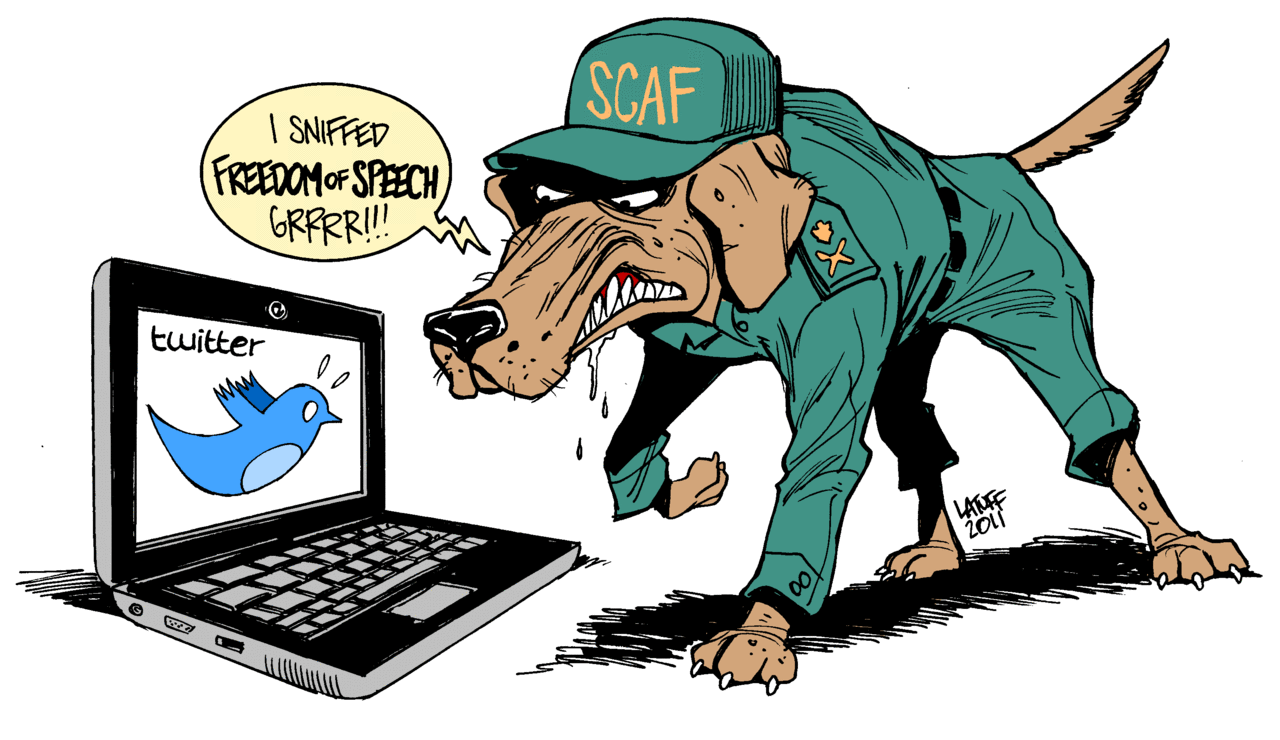 SCAF
I SNIFFED
FREEDOM OF SPEECH
GRRRR!!!
twitter
LATUFF
2011